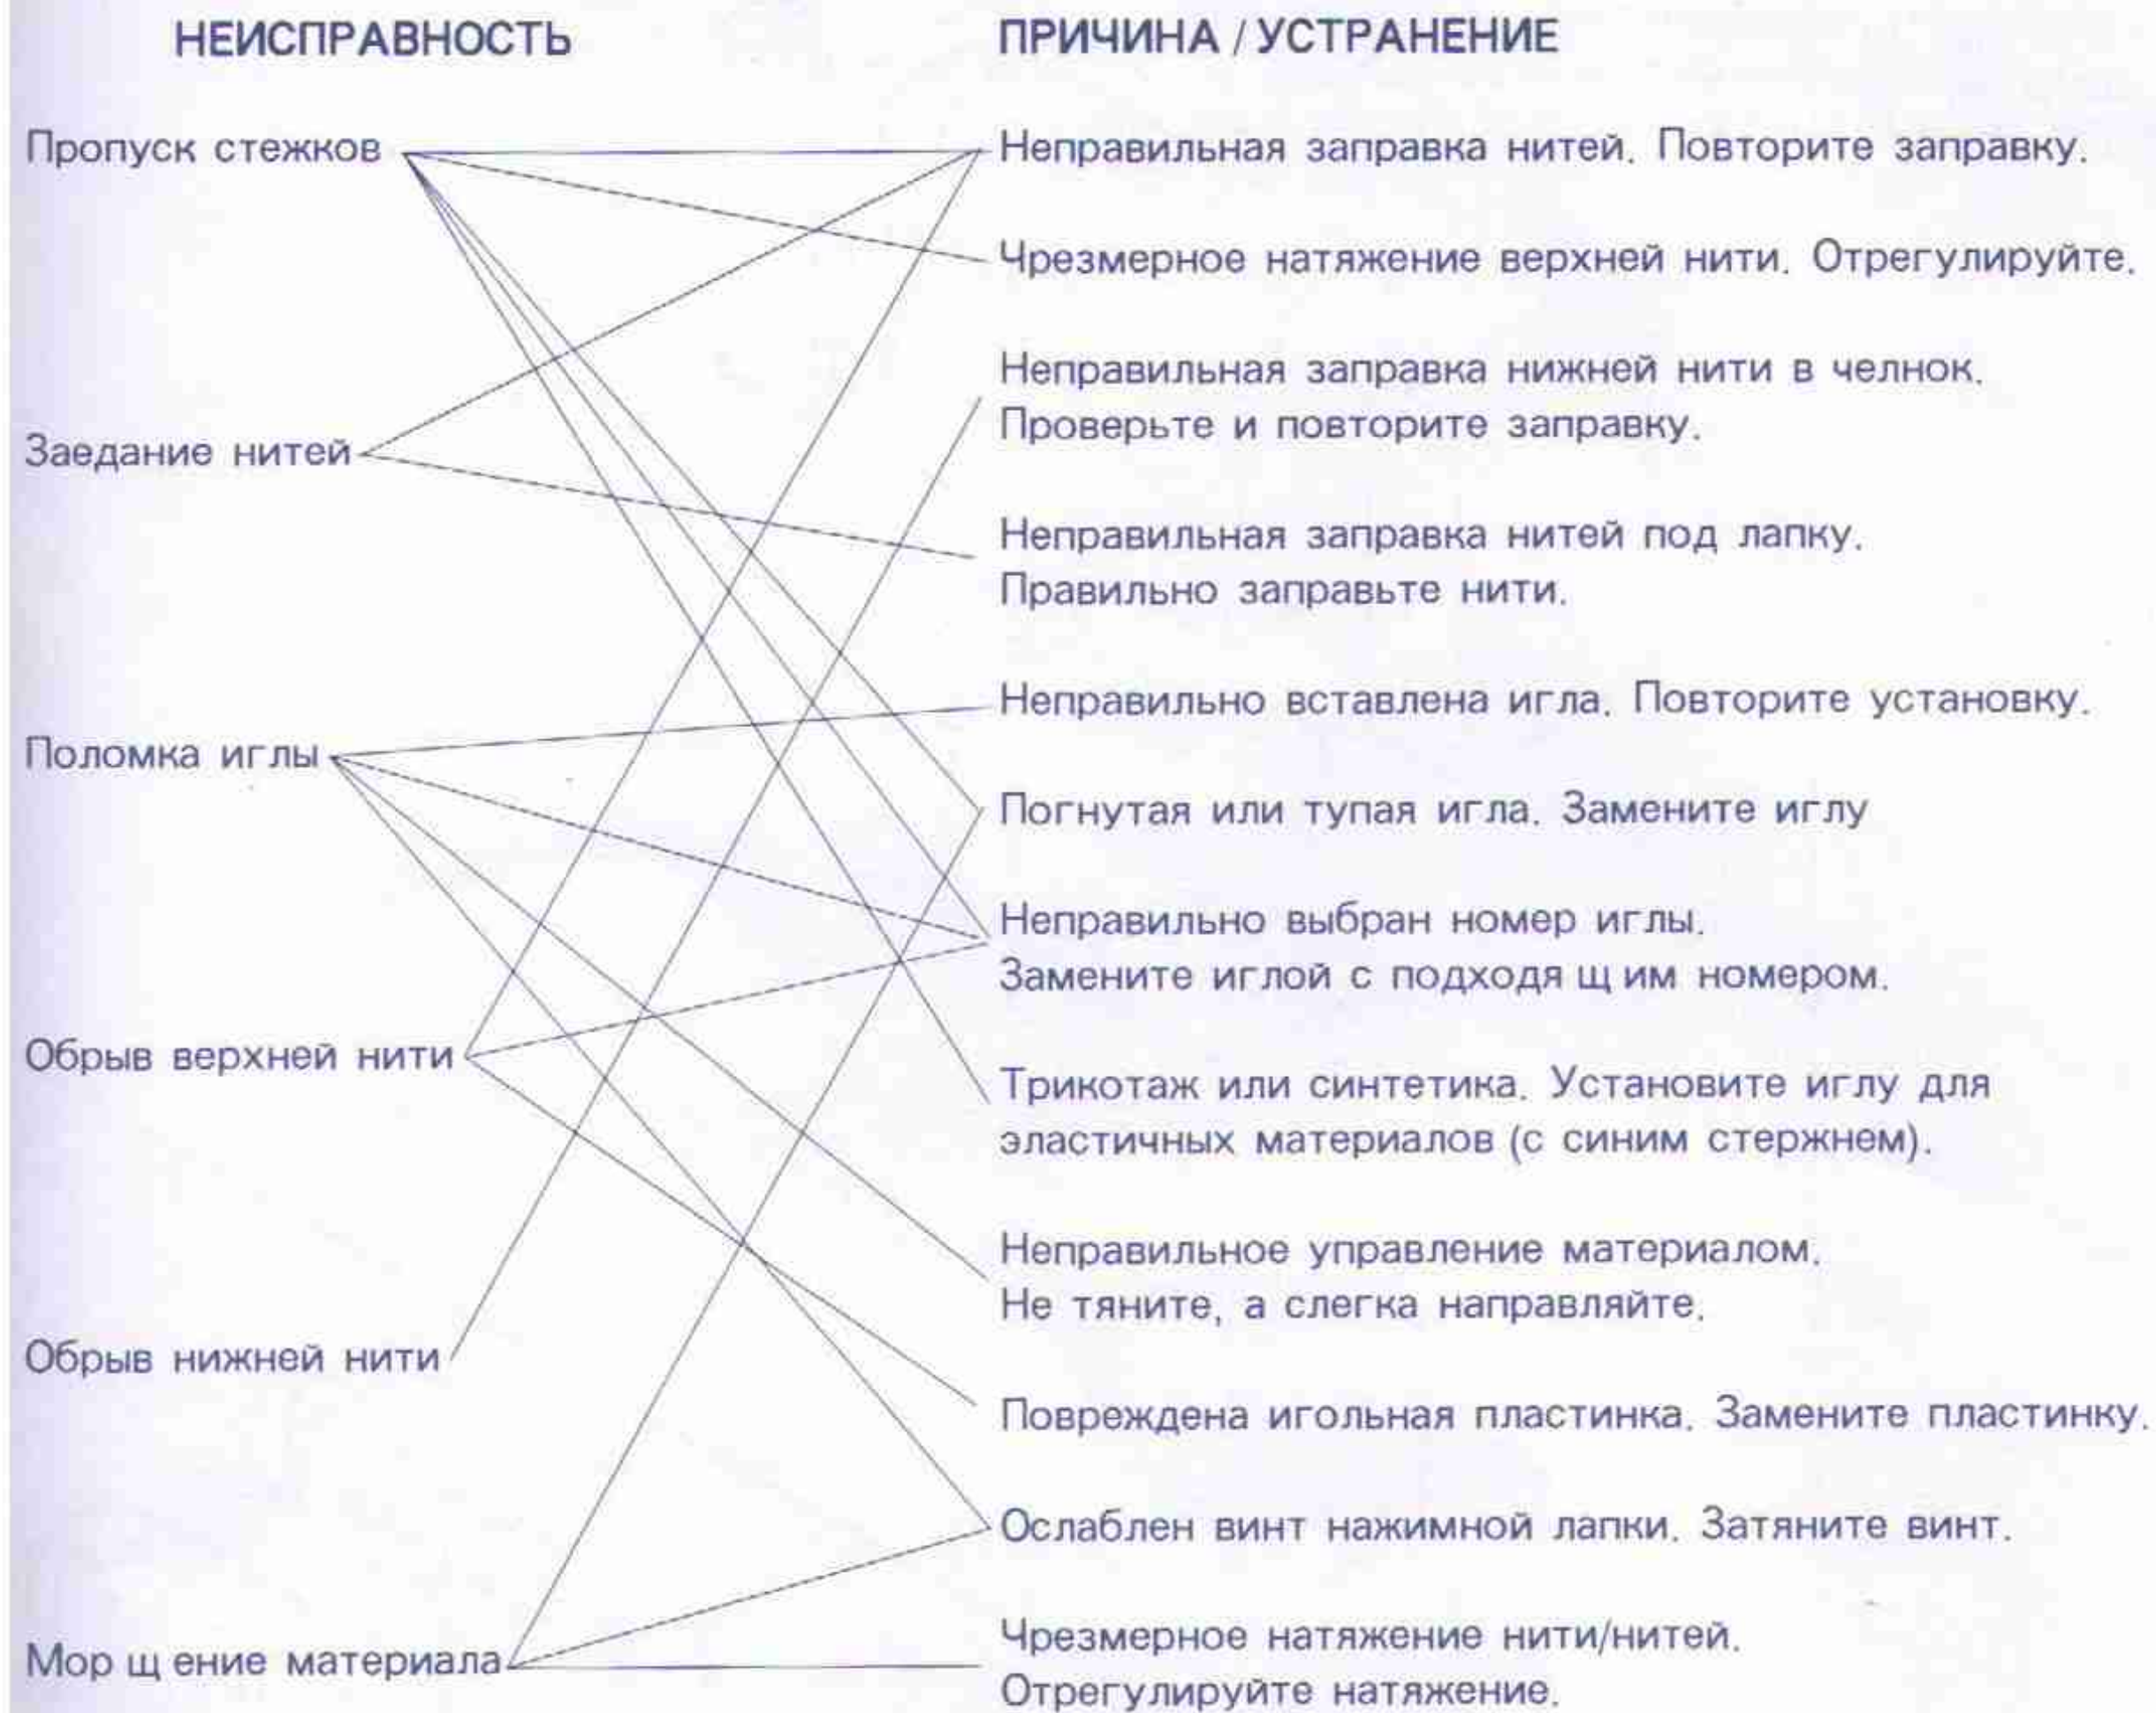 НЕИСПРАВНОСТЬ
ПРИЧИНА / УСТРАНЕНИЕ
Пропуск стежков
Заедание нитей
Поломка иглы
Обрыв верхней нити
Обрыв нижней нити
Мор щ ение материала
Неправильная заправка нитей. Повторите заправку.
Чрезмерное натяжение верхней нити. Отрегулируйте.
Неправильная заправка нижней нити в челнок.
Проверьте и повторите заправку.
Неправильная заправка нитей под лапку.
Правильно заправьте нити.
Неправильно вставлена игла. Повторите установку.
Погнутая или тупая игла. Замените иглу
Неправильно выбран номер иглы.
Замените иглой с подходя щ им номером.
Трикотаж или синтетика. Установите иглу для
эластичных материалов (с синим стержнем).
Неправильное управление материалом.
Не тяните, а слегка направляйте.
Повреждена игольная пластинка. Замените пластинку.
Ослаблен винт нажимной лапки. Затяните винт.
Чрезмерное натяжение нити/нитей.
Отрегулируйте натяжение.